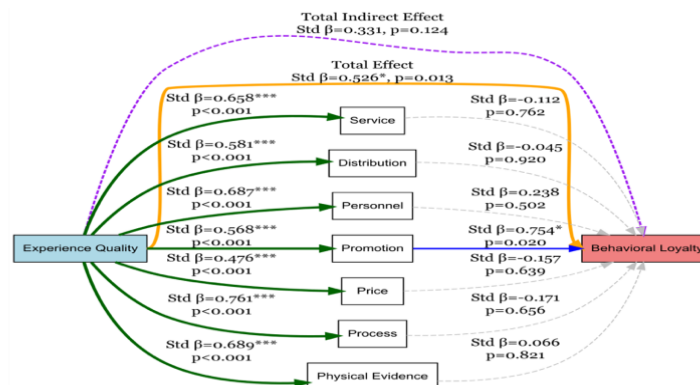 Total Indirect Effect
Std β=0.331, p=0.124
Total Effect
Std β=0.526*, p=0.013
Std β=0.658***
p<0.001
Service
Std β=-0.112
p=0.762
Std β=0.581***
p<0.001
Distribution
Std β=-0.045
p=0.920
Std β=0.687***
p<0.001
Personnel
Std β=0.238
p=0.502
Experience Quality
Std β=0.568***
p<0.001
Promotion
Std β=0.754*
p=0.020
Behavioral Loyalty
Std β=0.476***
p<0.001
Price
Std β=-0.157
p=0.639
Std β=0.761***
p<0.001
Process
Std β=-0.171
p=0.656
Std β=0.689***
p<0.001
Physical Evidence
Std β=0.066
p=0.821